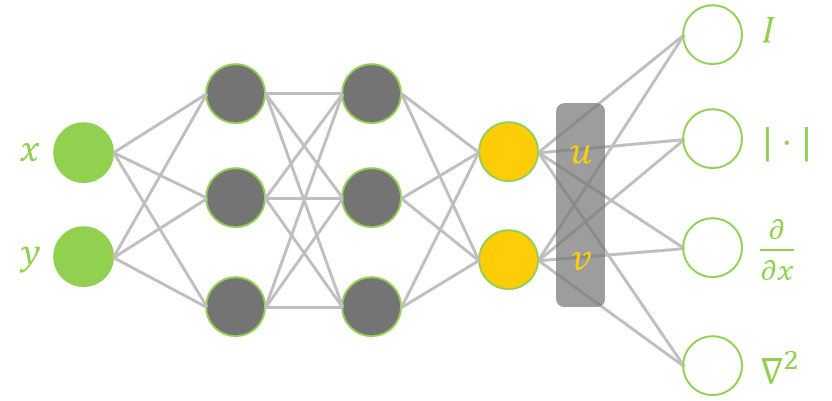 x
y
u
v
I
| · |
∂/∂x
∇²